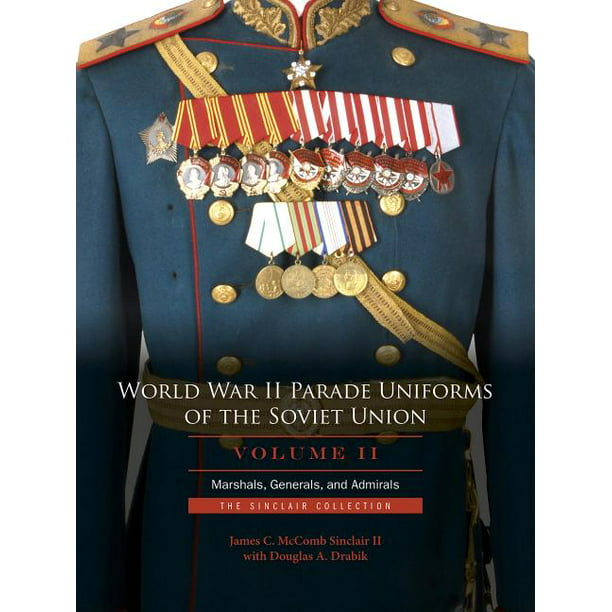 World War II Parade Uniforms
of the Soviet Union
Volume II
Marshals, Generals, and Admirals
THE SINCLAIR COLLECTION
James C. McComb Sinclair II
with Douglas A. Drabik